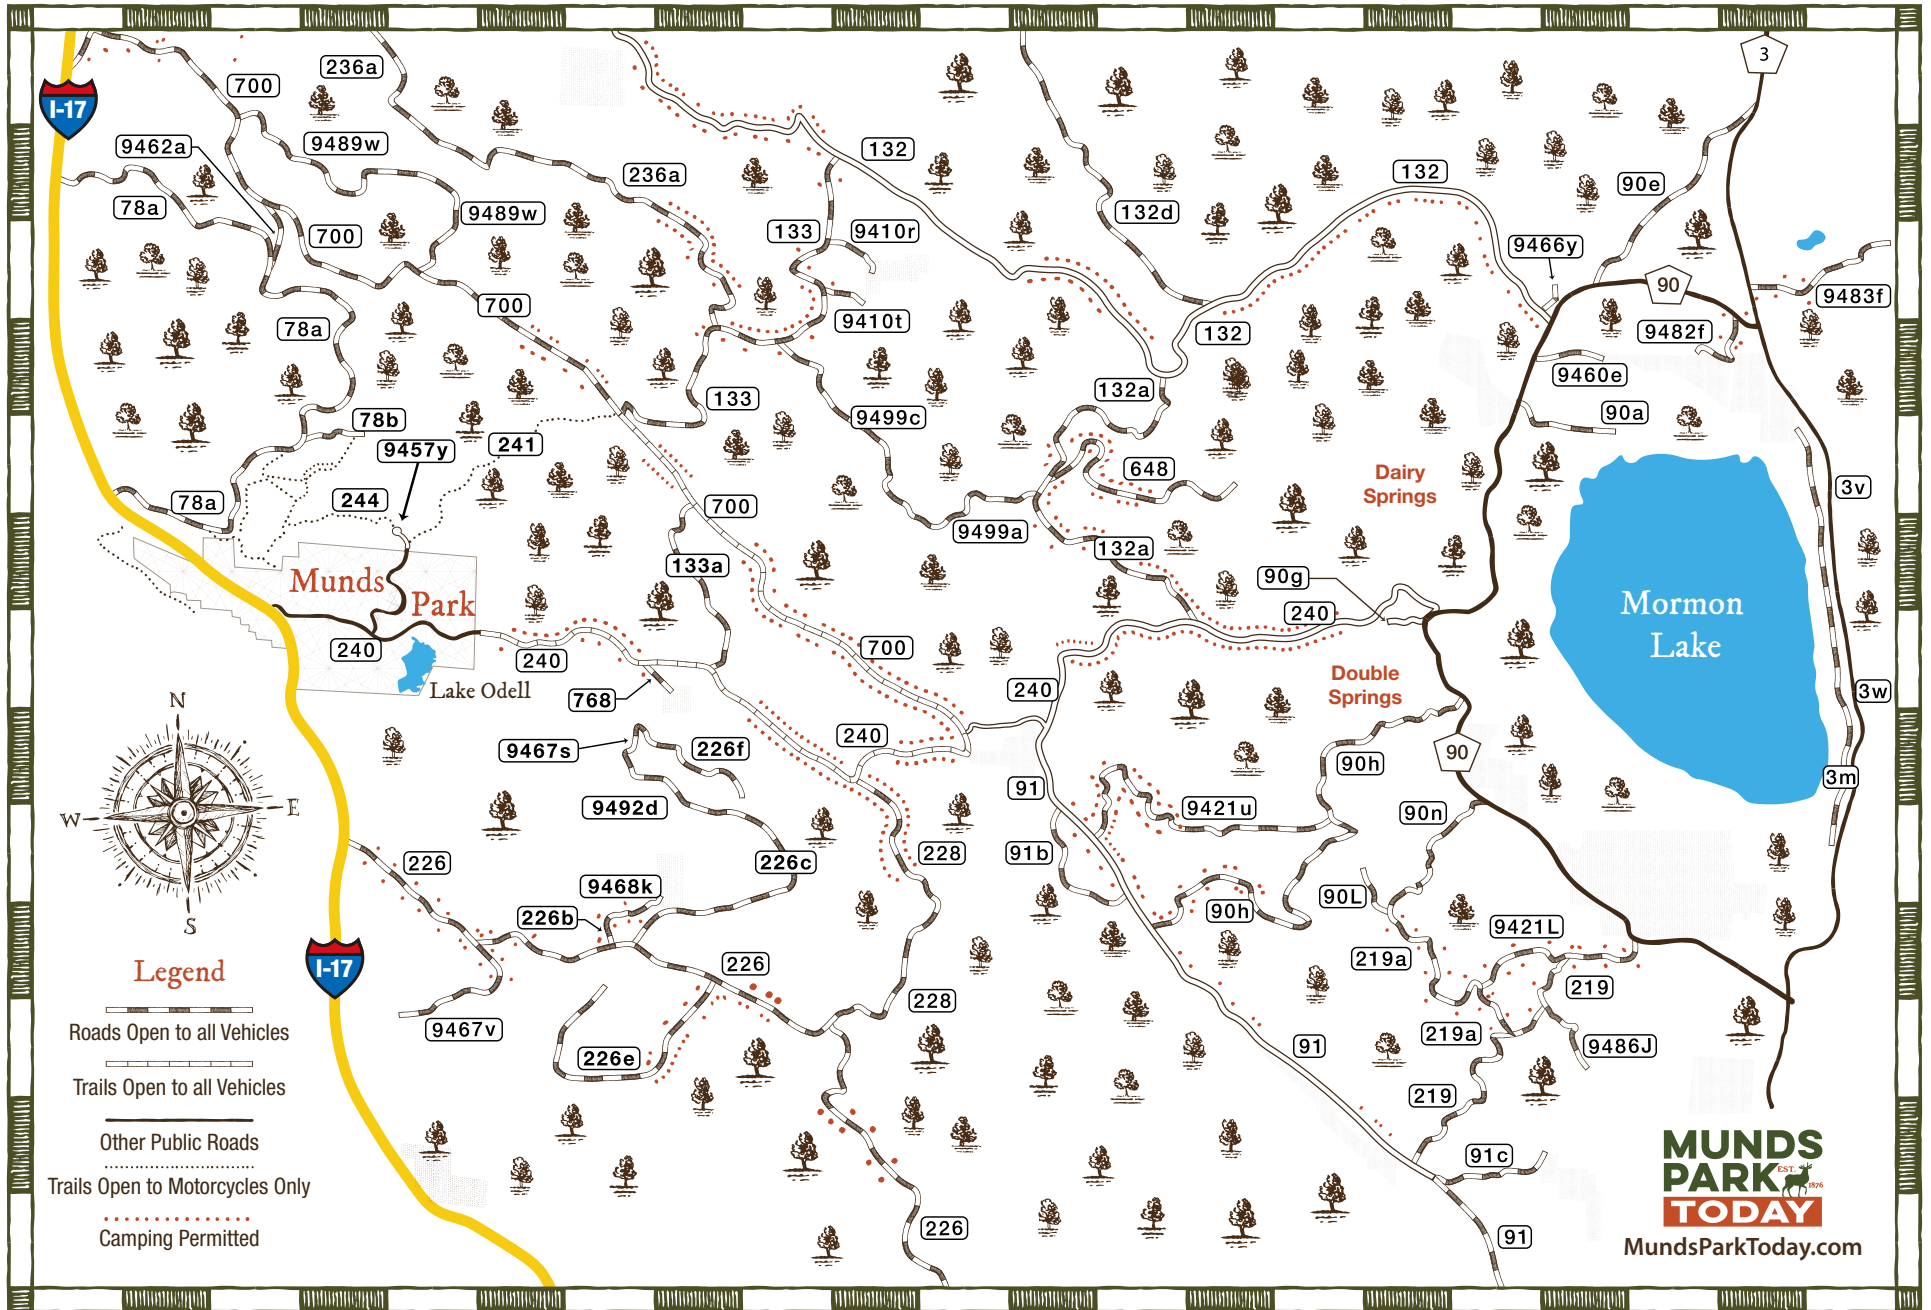 3
236a
700
I-17
132
9462a
9489w
132
236a
90e
78a
9489w
132d
133
9410r
700
9466y
90
9483f
700
9410t
78a
132
9482f
9460e
132a
133
90a
9499c
78b
241
9457y
648
Dairy
Springs
3v
78a
244
700
9499a
132a
133a
90g
Munds
Park
240
Mormon
Lake
240
240
700
Double
Springs
240
3w
Lake Odell
768
N
240
9467s
226f
90
90h
3m
91
W
E
9492d
9421u
90n
226
226c
228
91b
9468k
90L
226b
90h
S
9421L
I-17
226
219a
Legend
219
228
Roads Open to all Vehicles
9467v
219a
9486J
91
226e
Trails Open to all Vehicles
219
Other Public Roads
MUNDS
PARK
EST.
1876
TODAY
91c
Trails Open to Motorcycles Only
226
91
Camping Permitted
MundsParkToday.com